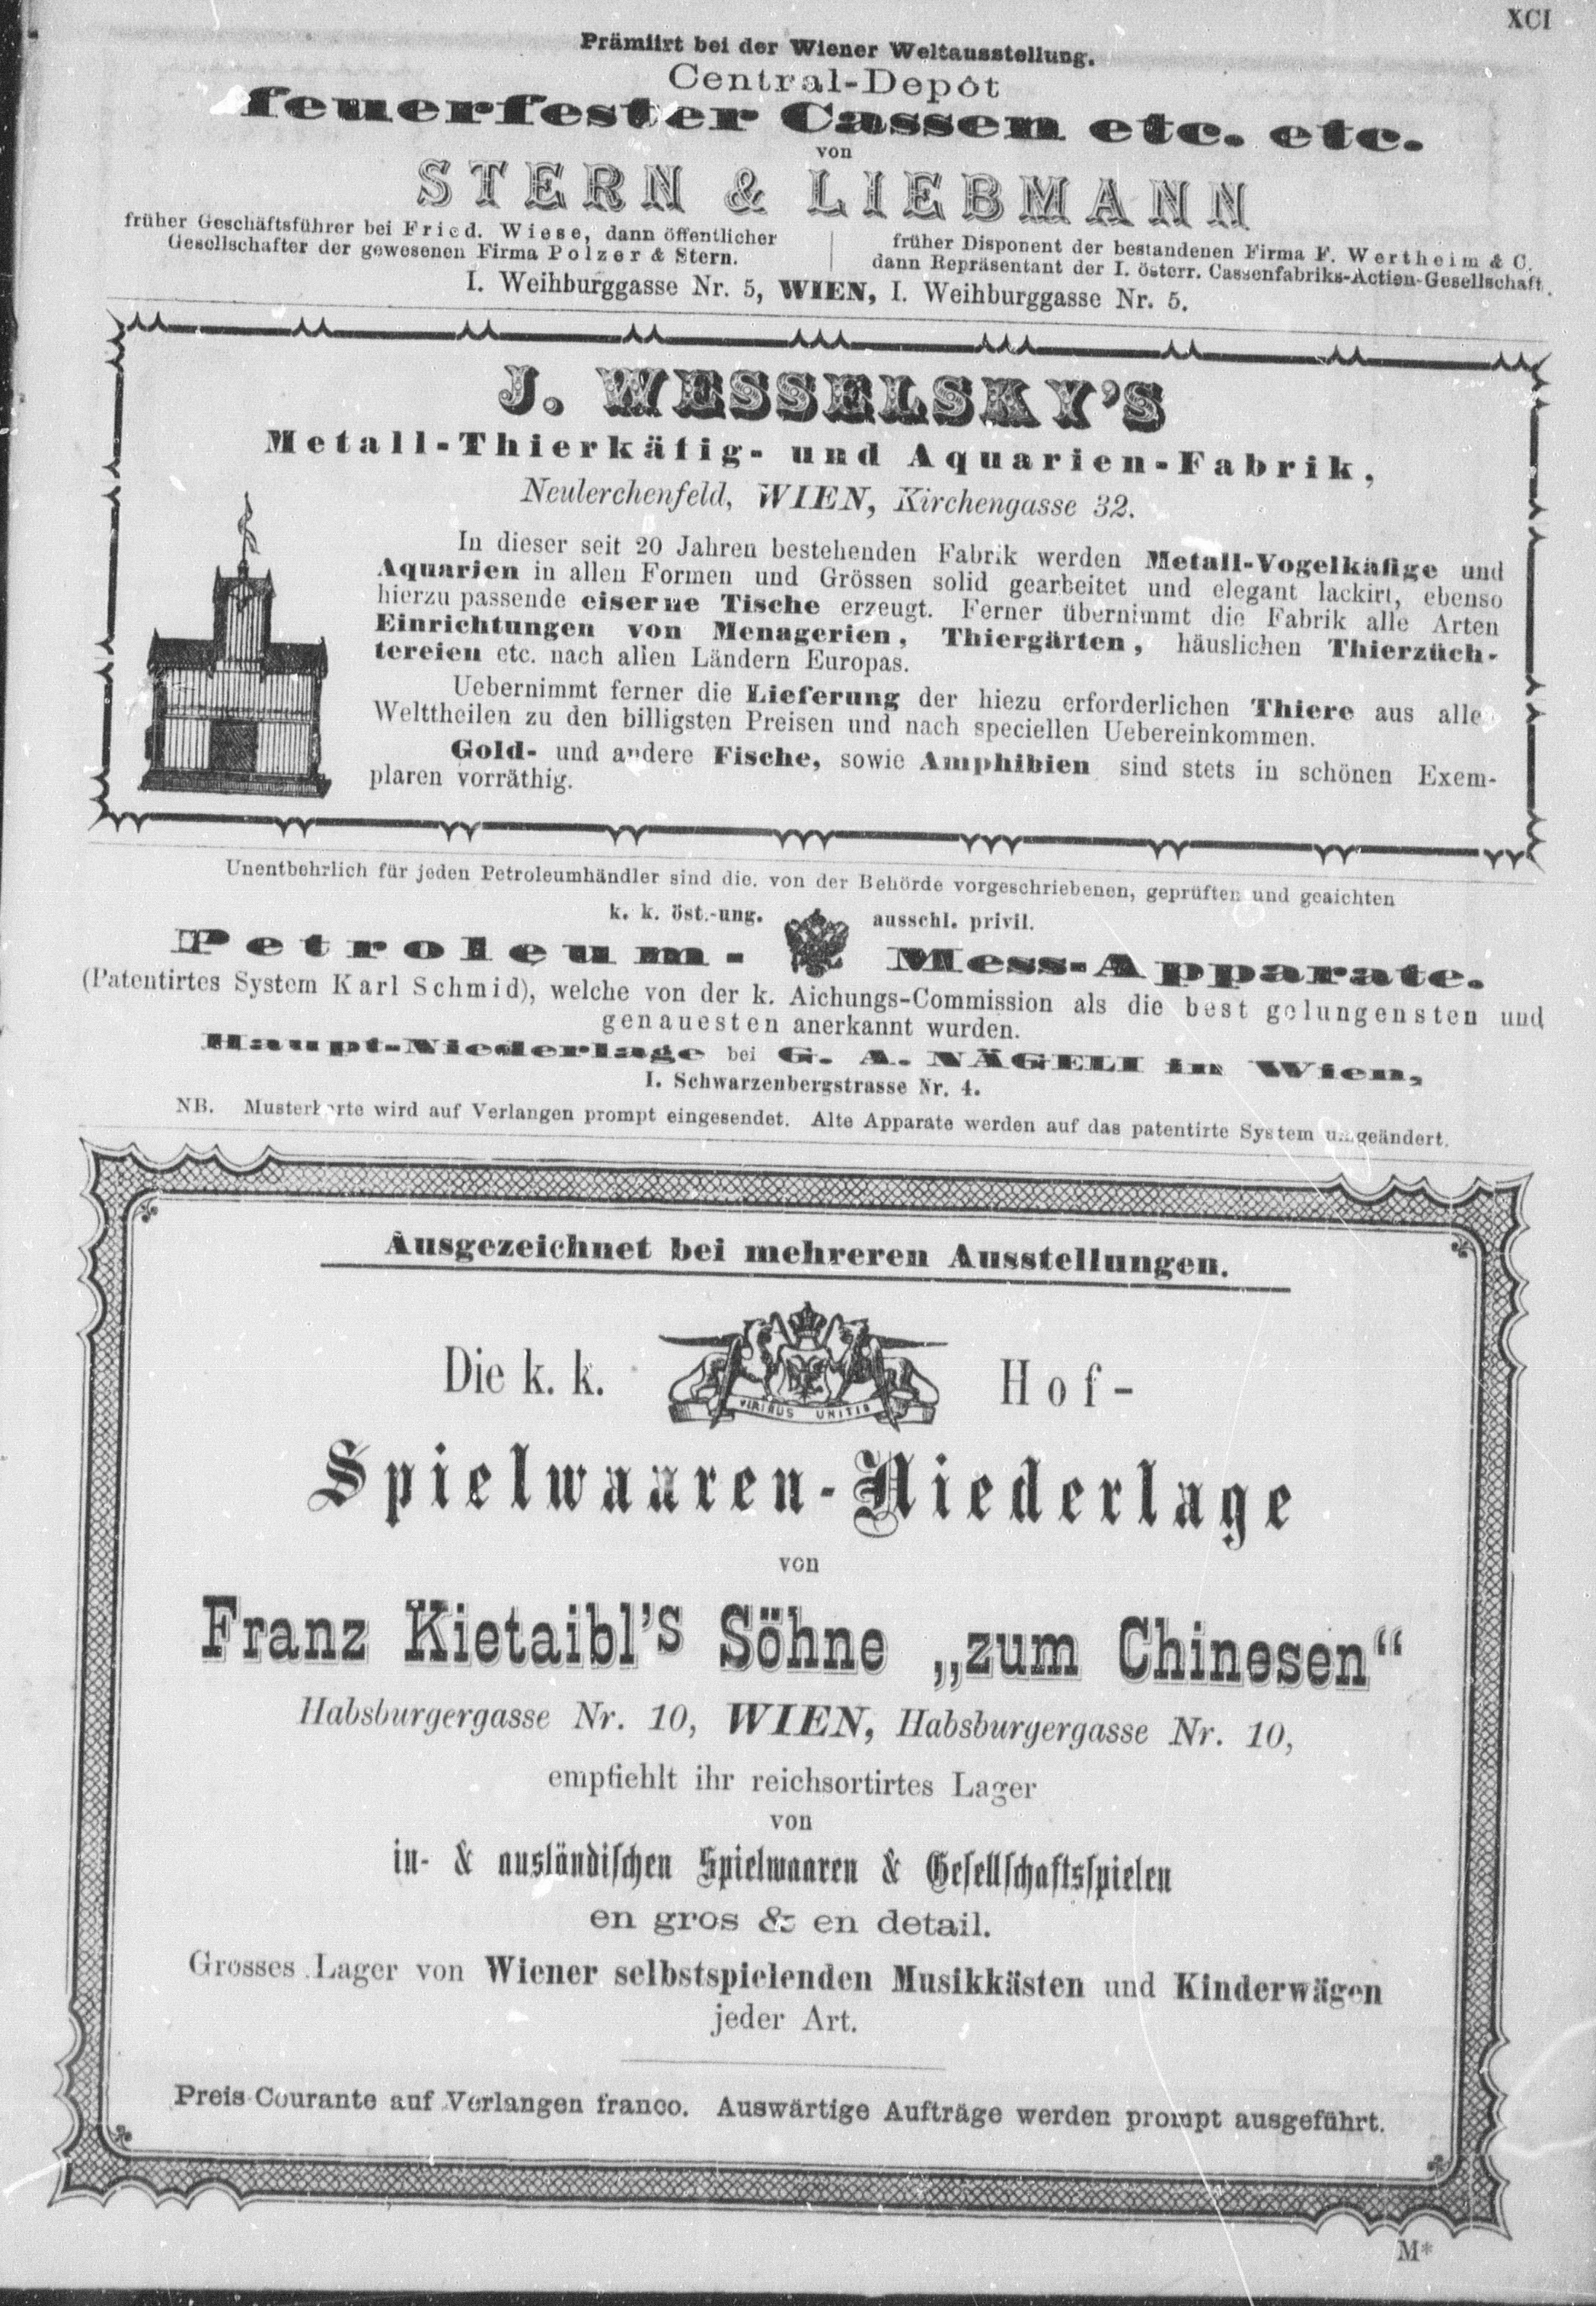 XCI
Prämiirt bei der Wiener Weltausstellung.
Central-Depôt
feuerfester Cassen etc. etc.
von
STERN & LIEBMANN
früher Geschäftsführer bei Fried. Wiese, dann öffentlicher
Gesellschafter der gewesenen Firma Polzer & Stern.
früher Disponent der bestandenen Firma F. Wertheim & C.
dann Repräsentant der I. österr. Cassenfabriks-Action-Gesellschaft.
I. Weihburggasse Nr. 5, WIEN, I. Weihburggasse Nr. 5.
J. WESSELSKY'S
Metall-Thierkäfig- und Aquarien-Fabrik,
Neulerchenfeld, WIEN, Kirchengasse 32.
In dieser seit 20 Jahren bestehenden Fabrik werden Metall-Vogelkäfige und
Aquarien in allen Formen und Grössen solid gearbeitet und elegant lackirt, ebenso
hierzu passende eiserne Tische erzeugt. Ferner übernimmt die Fabrik alle Arten
Einrichtungen von Menagerien, Thiergärten, häuslichen Thierzüch-
tereien etc. nach allen Ländern Europas.
Uebernimmt ferner die Lieferung der hiezu erforderlichen Thiere aus alle
Welttheilen zu den billigsten Preisen und nach speciellen Uebereinkommen.
Gold- und andere Fische, sowie Amphibien sind stets in schönen Exem-
plaren vorräthig.
Unentbehrlich für jeden Petroleumhändler sind die. von der Behörde vorgeschriebenen, geprüften und geaichten
k. k. öst.-ung. ausschl. privil.
Petroleum- Mess-Apparate.
(Patentirtes System Karl Schmid), welche von der k. Aichungs-Commission als die best gelungensten und
genauesten anerkannt wurden.
Haupt-Niederlage bei G. A. NÄGELI in Wien,
I. Schwarzenbergstrasse Nr. 4.
NB. Musterkarte wird auf Verlangen prompt eingesendet. Alte Apparate werden auf das patentirte System umgeändert.
Ausgezeichnet bei mehreren Ausstellungen.
Die k. k. Hof-
VIRIBUS UNITIS
Spielwaaren-Niederlage
von
Franz Kietaibl's Söhne „zum Chinesen“
Habsburgergasse Nr. 10, WIEN, Habsburgergasse Nr. 10,
empfiehlt ihr reichsortirtes Lager
von
in- & ausländischen Spielwaaren & Gesellschaftsspielen
en gros & en detail.
Grosses Lager von Wiener selbstspielenden Musikkästen und Kinderwägen
jeder Art.
Preis-Courante auf Verlangen franco. Auswärtige Aufträge werden prompt ausgeführt.
M*